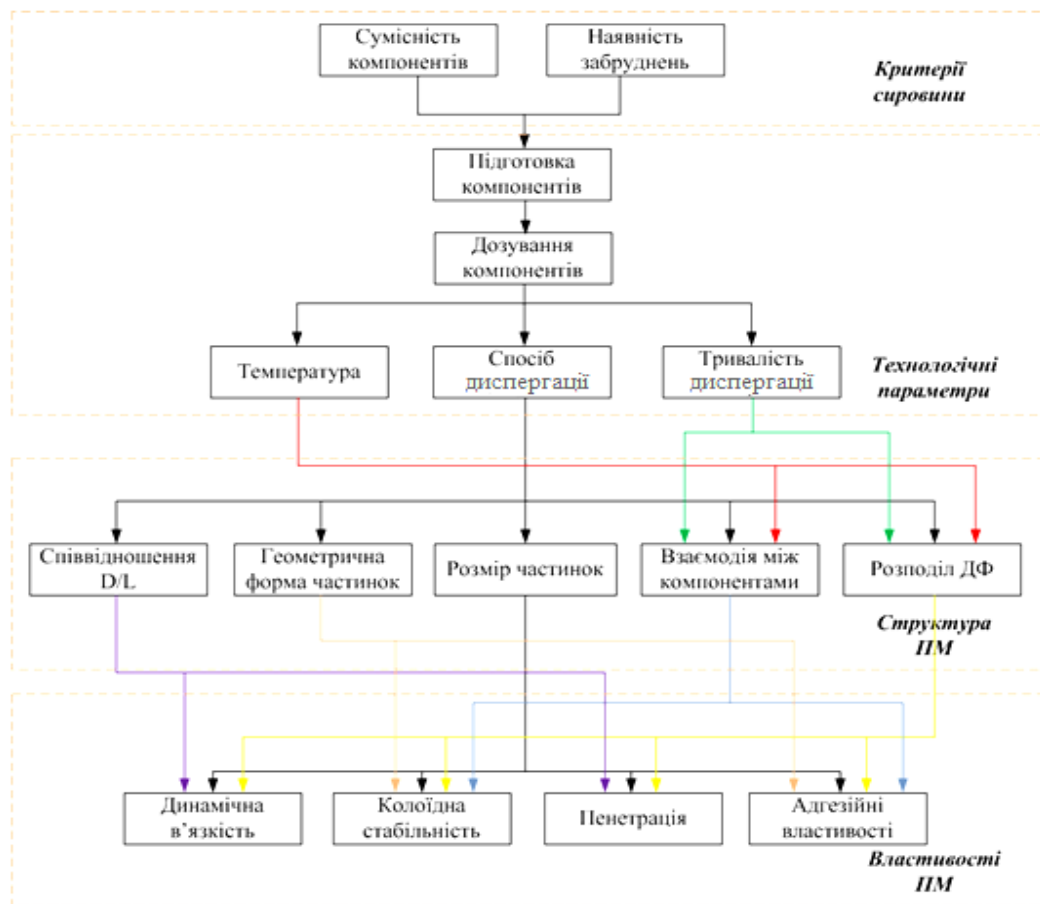 Сумісність
компонентів
Наявність
забруднень
Критерії
сировини
Підготовка
компонентів
Дозування
компонентів
Температура
Спосіб
диспергації
Тривалість
диспергації
Технологічні
параметри
Співвідношення
D/L
Геометрична
форма частинок
Розмір частинок
Взаємодія між
компонентами
Розподіл ДФ
Структура
ПМ
Динамічна
в’язкість
Колоїдна
стабільність
Пенетрація
Адгезійні
властивості
Властивості
ПМ